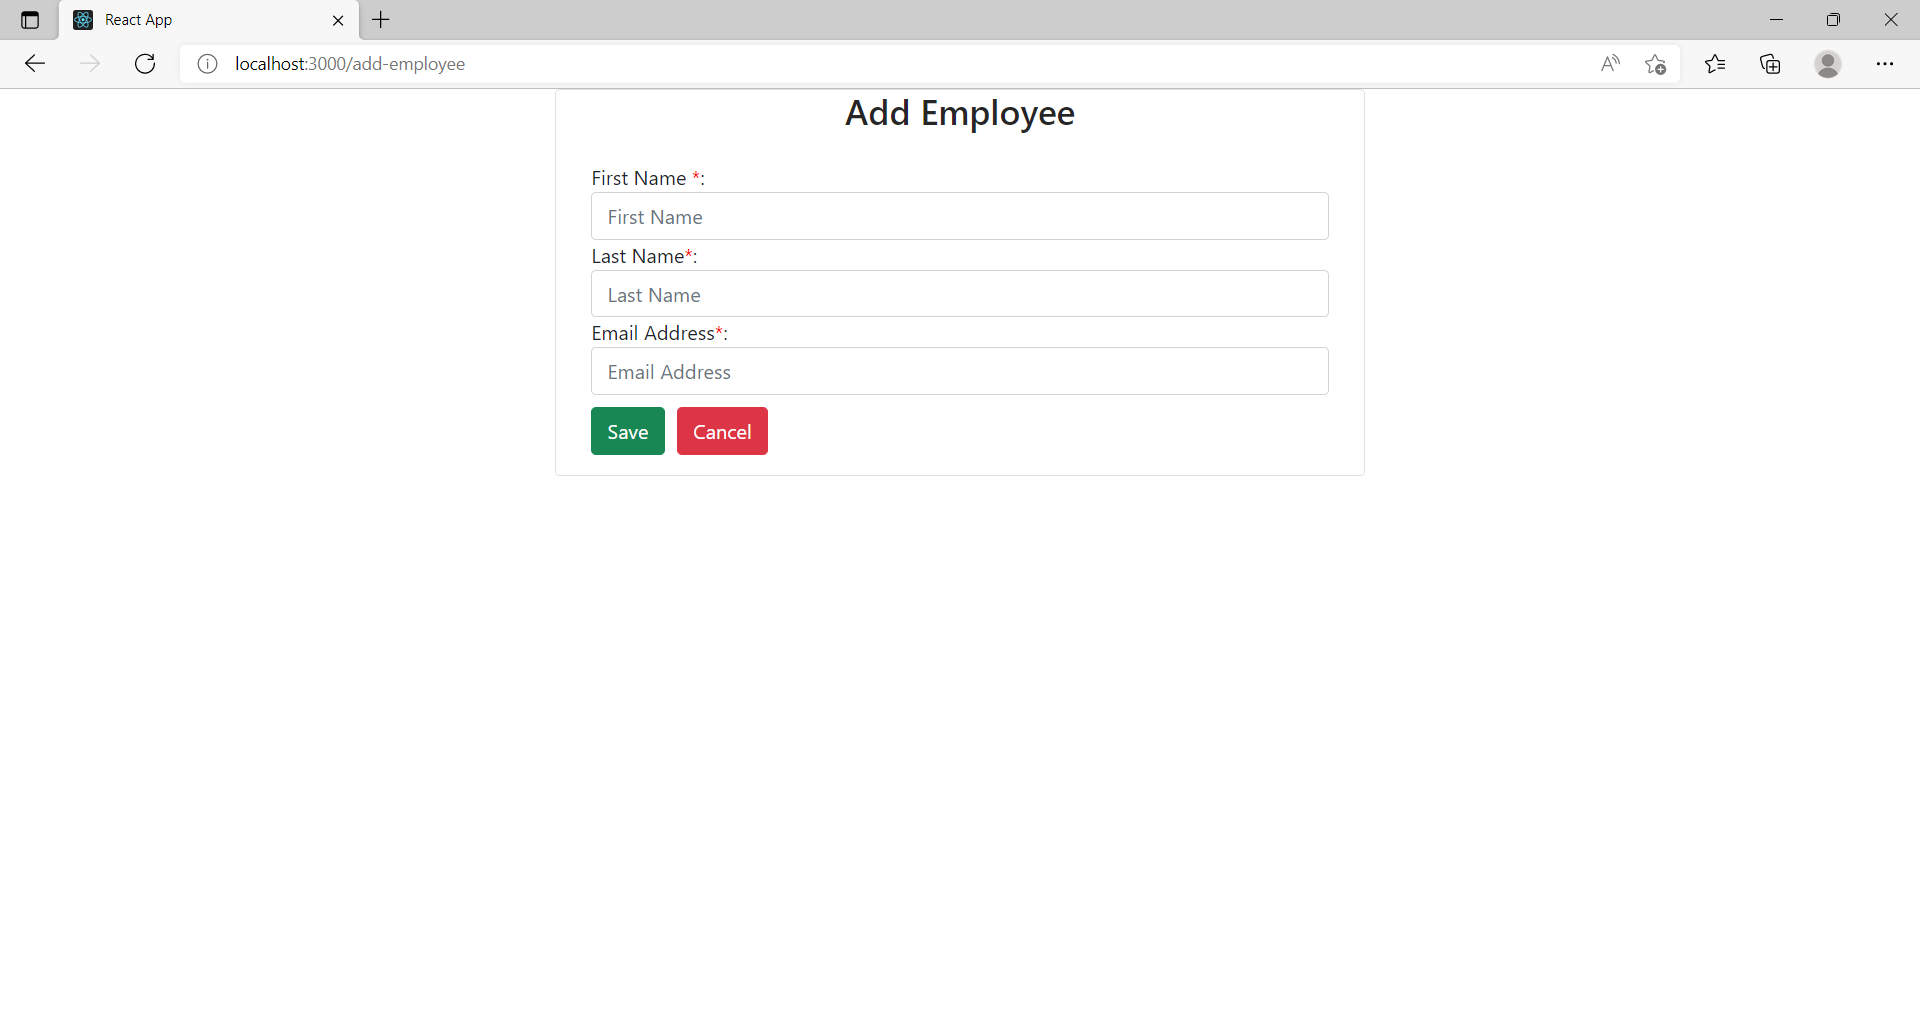 React App
localhost:3000/add-employee
Add Employee
First Name *:
First Name
Last Name*:
Last Name
Email Address*:
Email Address
Save Cancel